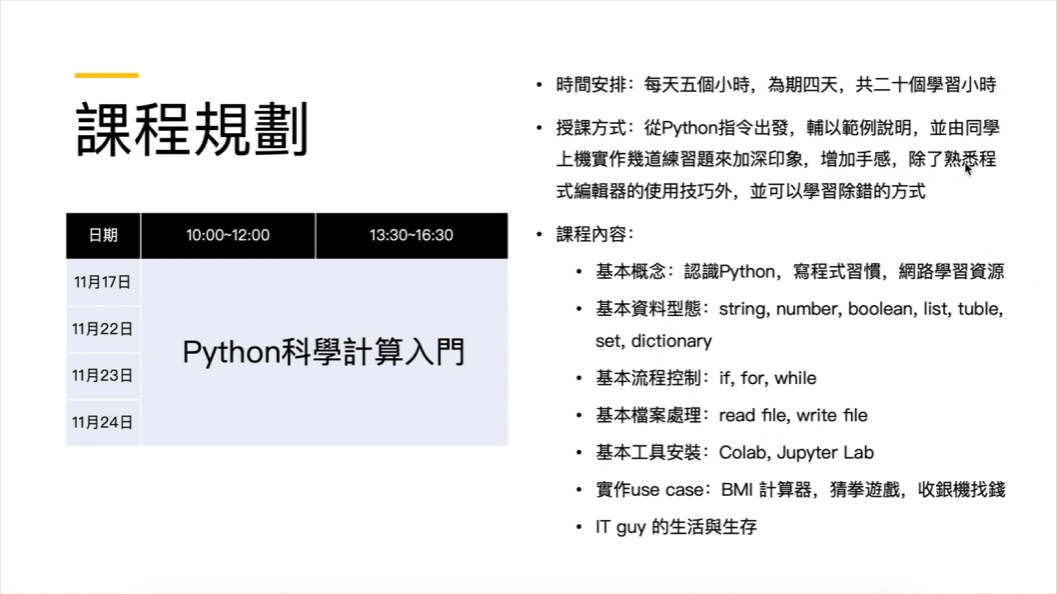 課程規劃
日期 10:00~12:00 13:30~16:30
11月17日
11月22日
11月23日
11月24日
Python科學計算入門
• 時間安排：每天五個小時，為期四天，共二十個學習小時
• 授課方式：從Python指令出發，輔以範例說明，並由同學
上機實作幾道練習題來加深印象，增加手感，除了熟悉程
式編輯器的使用技巧外，並可以學習除錯的方式
• 課程內容：
• 基本概念：認識Python，寫程式習慣，網路學習資源
• 基本資料型態：string, number, boolean, list, tuble,
set, dictionary
• 基本流程控制：if, for, while
• 基本檔案處理：read file, write file
• 基本工具安裝：Colab, Jupyter Lab
• 實作use case：BMI 計算器，猜拳遊戲，收銀機找錢
• IT guy 的生活與生存